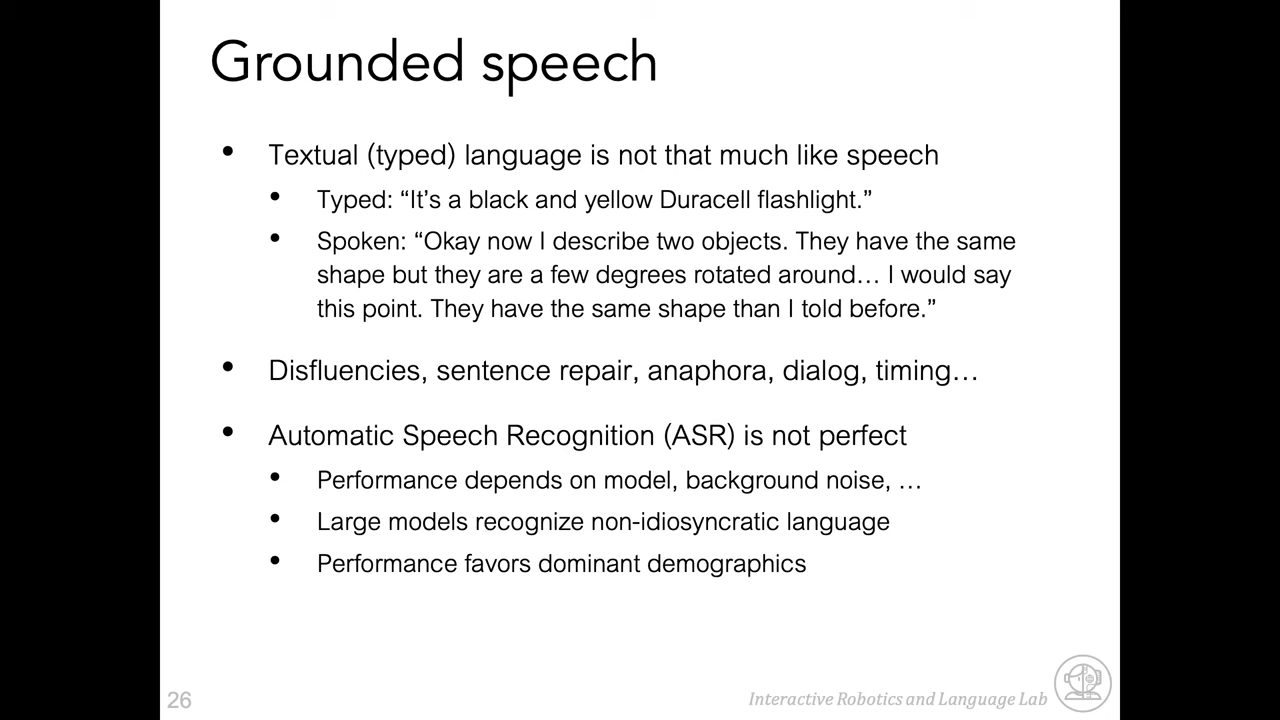 Grounded speech
• Textual (typed) language is not that much like speech
• Typed: “It’s a black and yellow Duracell flashlight.”
• Spoken: “Okay now I describe two objects. They have the same
shape but they are a few degrees rotated around… I would say
this point. They have the same shape than I told before.”
• Disfluencies, sentence repair, anaphora, dialog, timing…
• Automatic Speech Recognition (ASR) is not perfect
• Performance depends on model, background noise, …
• Large models recognize non-idiosyncratic language
• Performance favors dominant demographics
26
Interactive Robotics and Language Lab